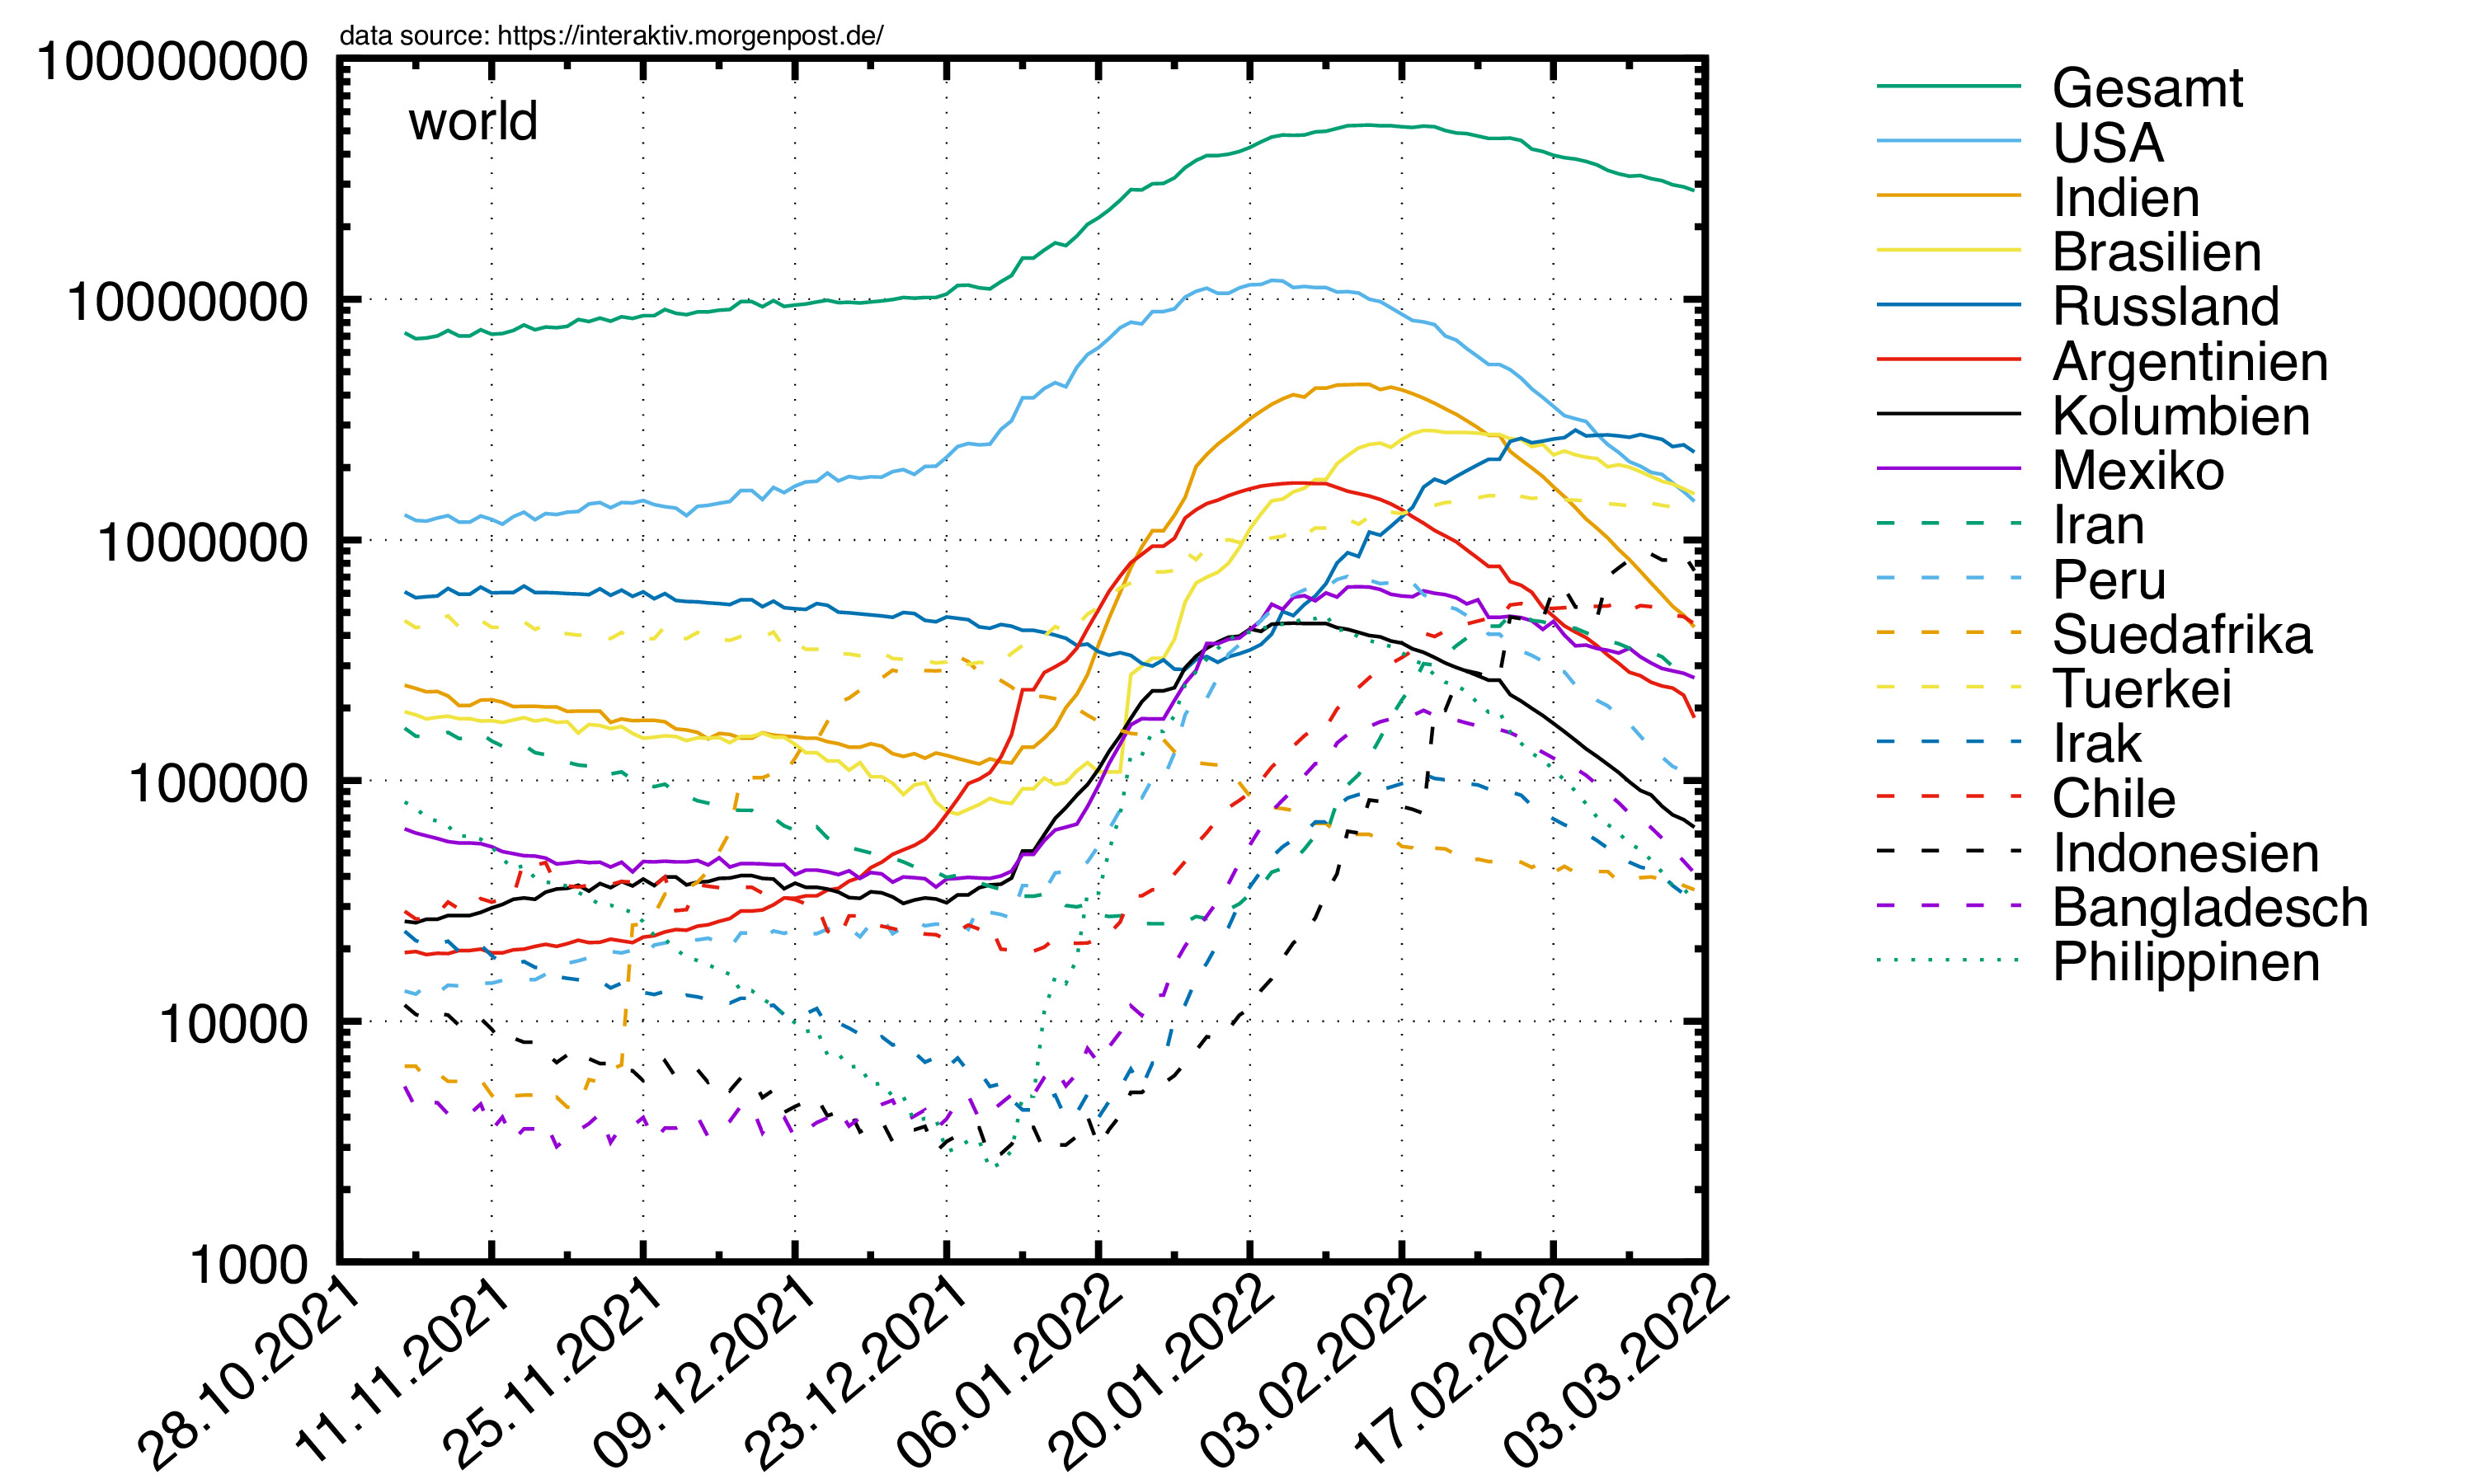 data source: https://interaktiv.morgenpost.de/
100000000
10000000
1000000
100000
10000
1000
world
28.10.2021
11.11.2021
25.11.2021
09.12.2021
23.12.2021
06.01.2022
20.01.2022
03.02.2022
17.02.2022
03.03.2022
Gesamt
USA
Indien
Brasilien
Russland
Argentinien
Kolumbien
Mexiko
Iran
Peru
Suedafrika
Tuerkei
Irak
Chile
Indonesien
Bangladesch
Philippinen